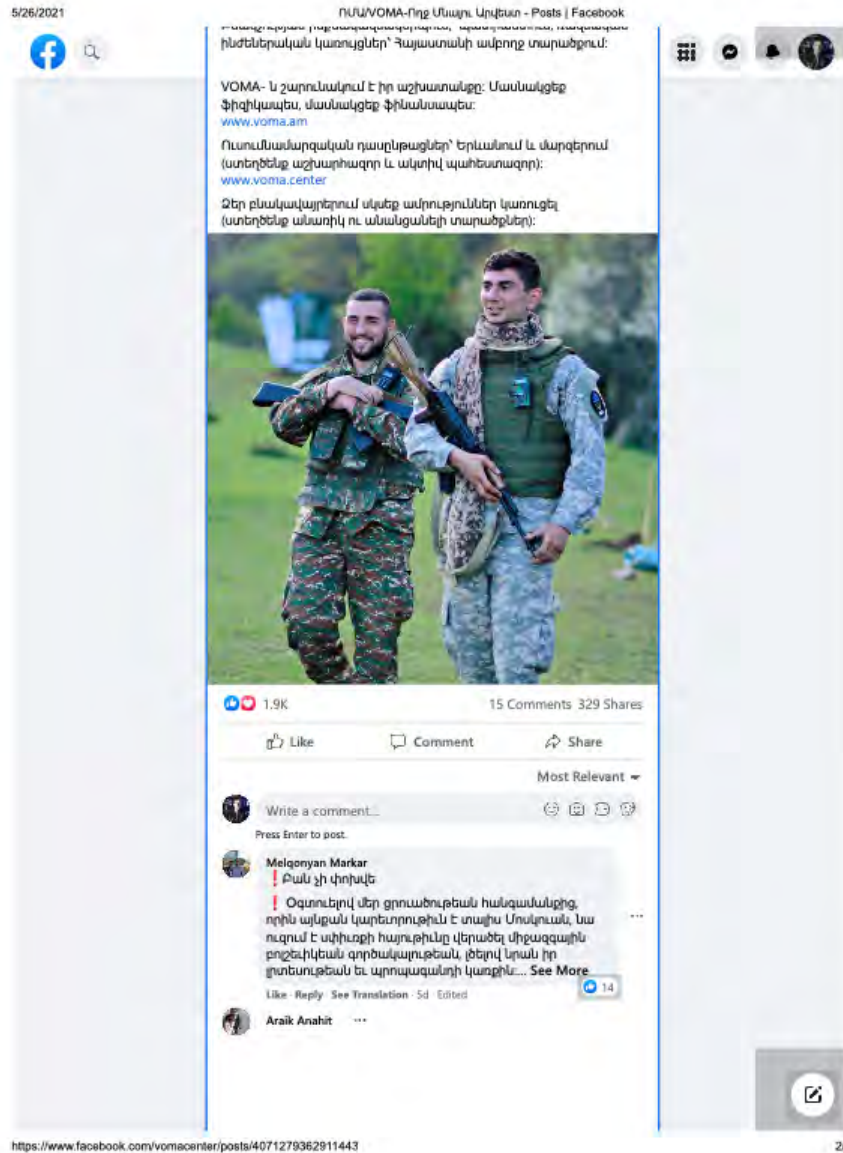 5/26/2021
ՈՄԱ/VOMA-Ողջ Մնալու Արվեստ - Posts | Facebook
ինժեներական կառույցներ՝ Հայաստանի ամբողջ տարածքում:
VOMA- ն շարունակում է իր աշխատանքը: Մասնակցեք
ֆիզիկապես, մասնակցեք ֆինանսապես:
www.voma.am
Ուսումնամարզական դասընթացներ՝ Երևանում և մարզերում
(ստեղծենք աշխարհազոր և ակտիվ պահեստազոր):
www.voma.center
Ձեր բնակավայրերում սկսեք ամրություններ կառուցել
(ստեղծենք անառիկ ու անանցանելի տարածքներ):
1.9K
15 Comments 329 Shares
Like
Comment
Share
Most Relevant
Write a comment...
Press Enter to post.
Melqonyan Markar
❗Բան չի փոխվե
❗ Օգտուելով մեր ցրուածութեան հանգամանքից,
որին այնքան կարեւորութիւն է տալիս Մոսկուան, նա
ուզում է սփիւռքի հայութիւնը վերածել միջազգային
բոլշեւիկեան գործակալութեան, լծելով նրան իր
լրտեսութեան եւ պրոպագանդի կառքին:... See More
14
Like · Reply · See Translation · 5d · Edited
Araik Anahit
https://www.facebook.com/vomacenter/posts/4071279362911443